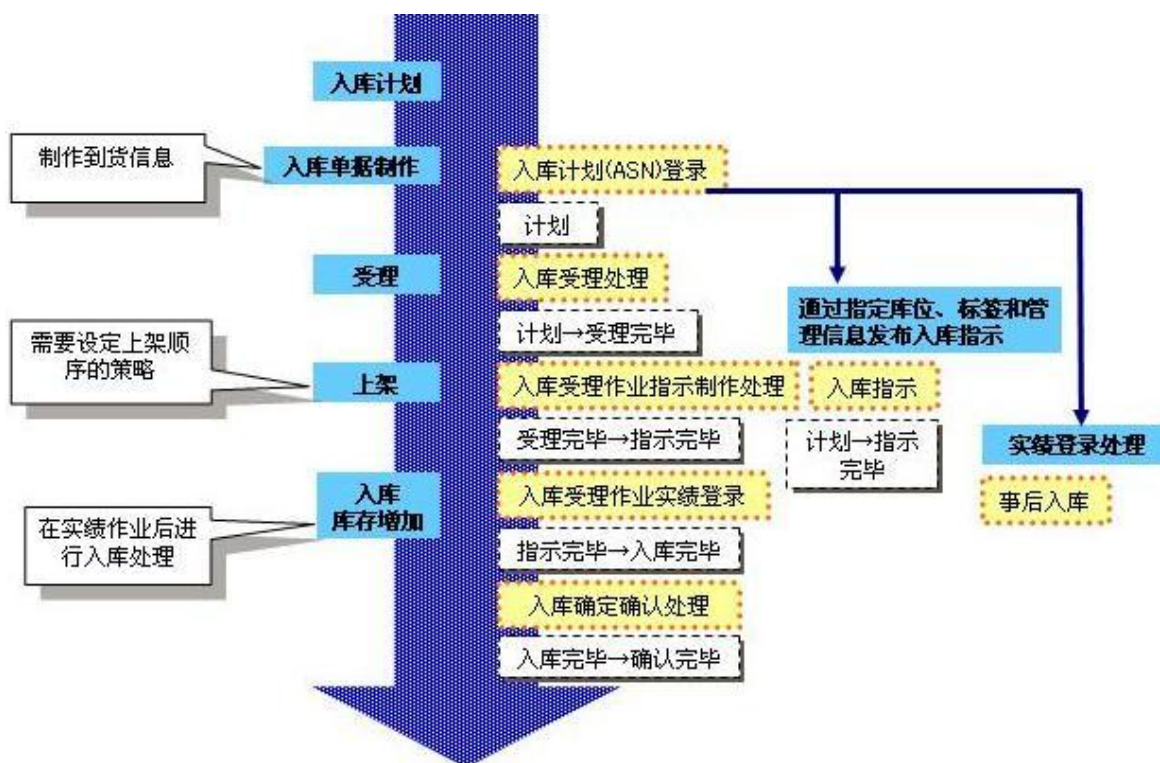 入库计划
制作到货信息
入库单据制作
入库计划(ASN)登录
计划
受理
入库受理处理
计划→受理完毕
通过指定库位、标签和管
理信息发布入库指示
需要设定上架顺
序的策略
上架
入库受理作业指示制作处理
入库指示
受理完毕→指示完毕
计划→指示
完毕
实绩登录处理
事后入库
入库
库存增加
入库受理作业实绩登录
在实绩作业后进
行入库处理
指示完毕→入库完毕
入库确定确认处理
入库完毕→确认完毕